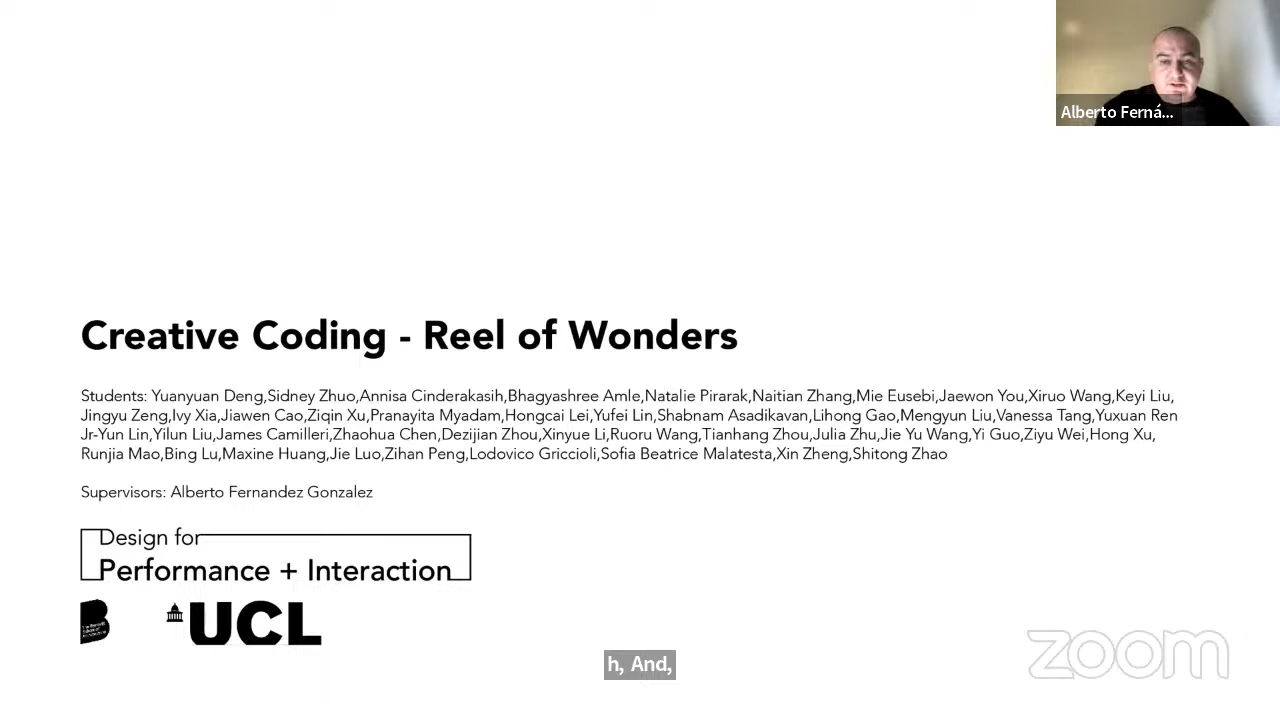 Alberto Ferná...
Creative Coding - Reel of Wonders
Students: Yuanyuan Deng,Sidney Zhuo,Annisa Cinderakasih,Bhagyashree Amle,Natalie Pirarak,Naitian Zhang,Mie Eusebi,Jaewon You,Xiruo Wang,Keyi Liu,
Jingyu Zeng,Ivy Xia,Jiawen Cao,Ziqin Xu,Pranayita Myadam,Hongcai Lei,Yufei Lin,Shabnam Asadikavan,Lihong Gao,Mengyun Liu,Vanessa Tang,Yuxuan Ren
Jr-Yun Lin,Yilun Liu,James Camilleri,Zhaohua Chen,Dezijian Zhou,Xinyue Li,Ruoru Wang,Tianhang Zhou,Julia Zhu,Jie Yu Wang,Yi Guo,Ziyu Wei,Hong Xu,
Runjia Mao,Bing Lu,Maxine Huang,Jie Luo,Zihan Peng,Lodovico Griccioli,Sofia Beatrice Malatesta,Xin Zheng,Shitong Zhao
Supervisors: Alberto Fernandez Gonzalez
Design for
Performance + Interaction
B
UCL
h, And,
zoom